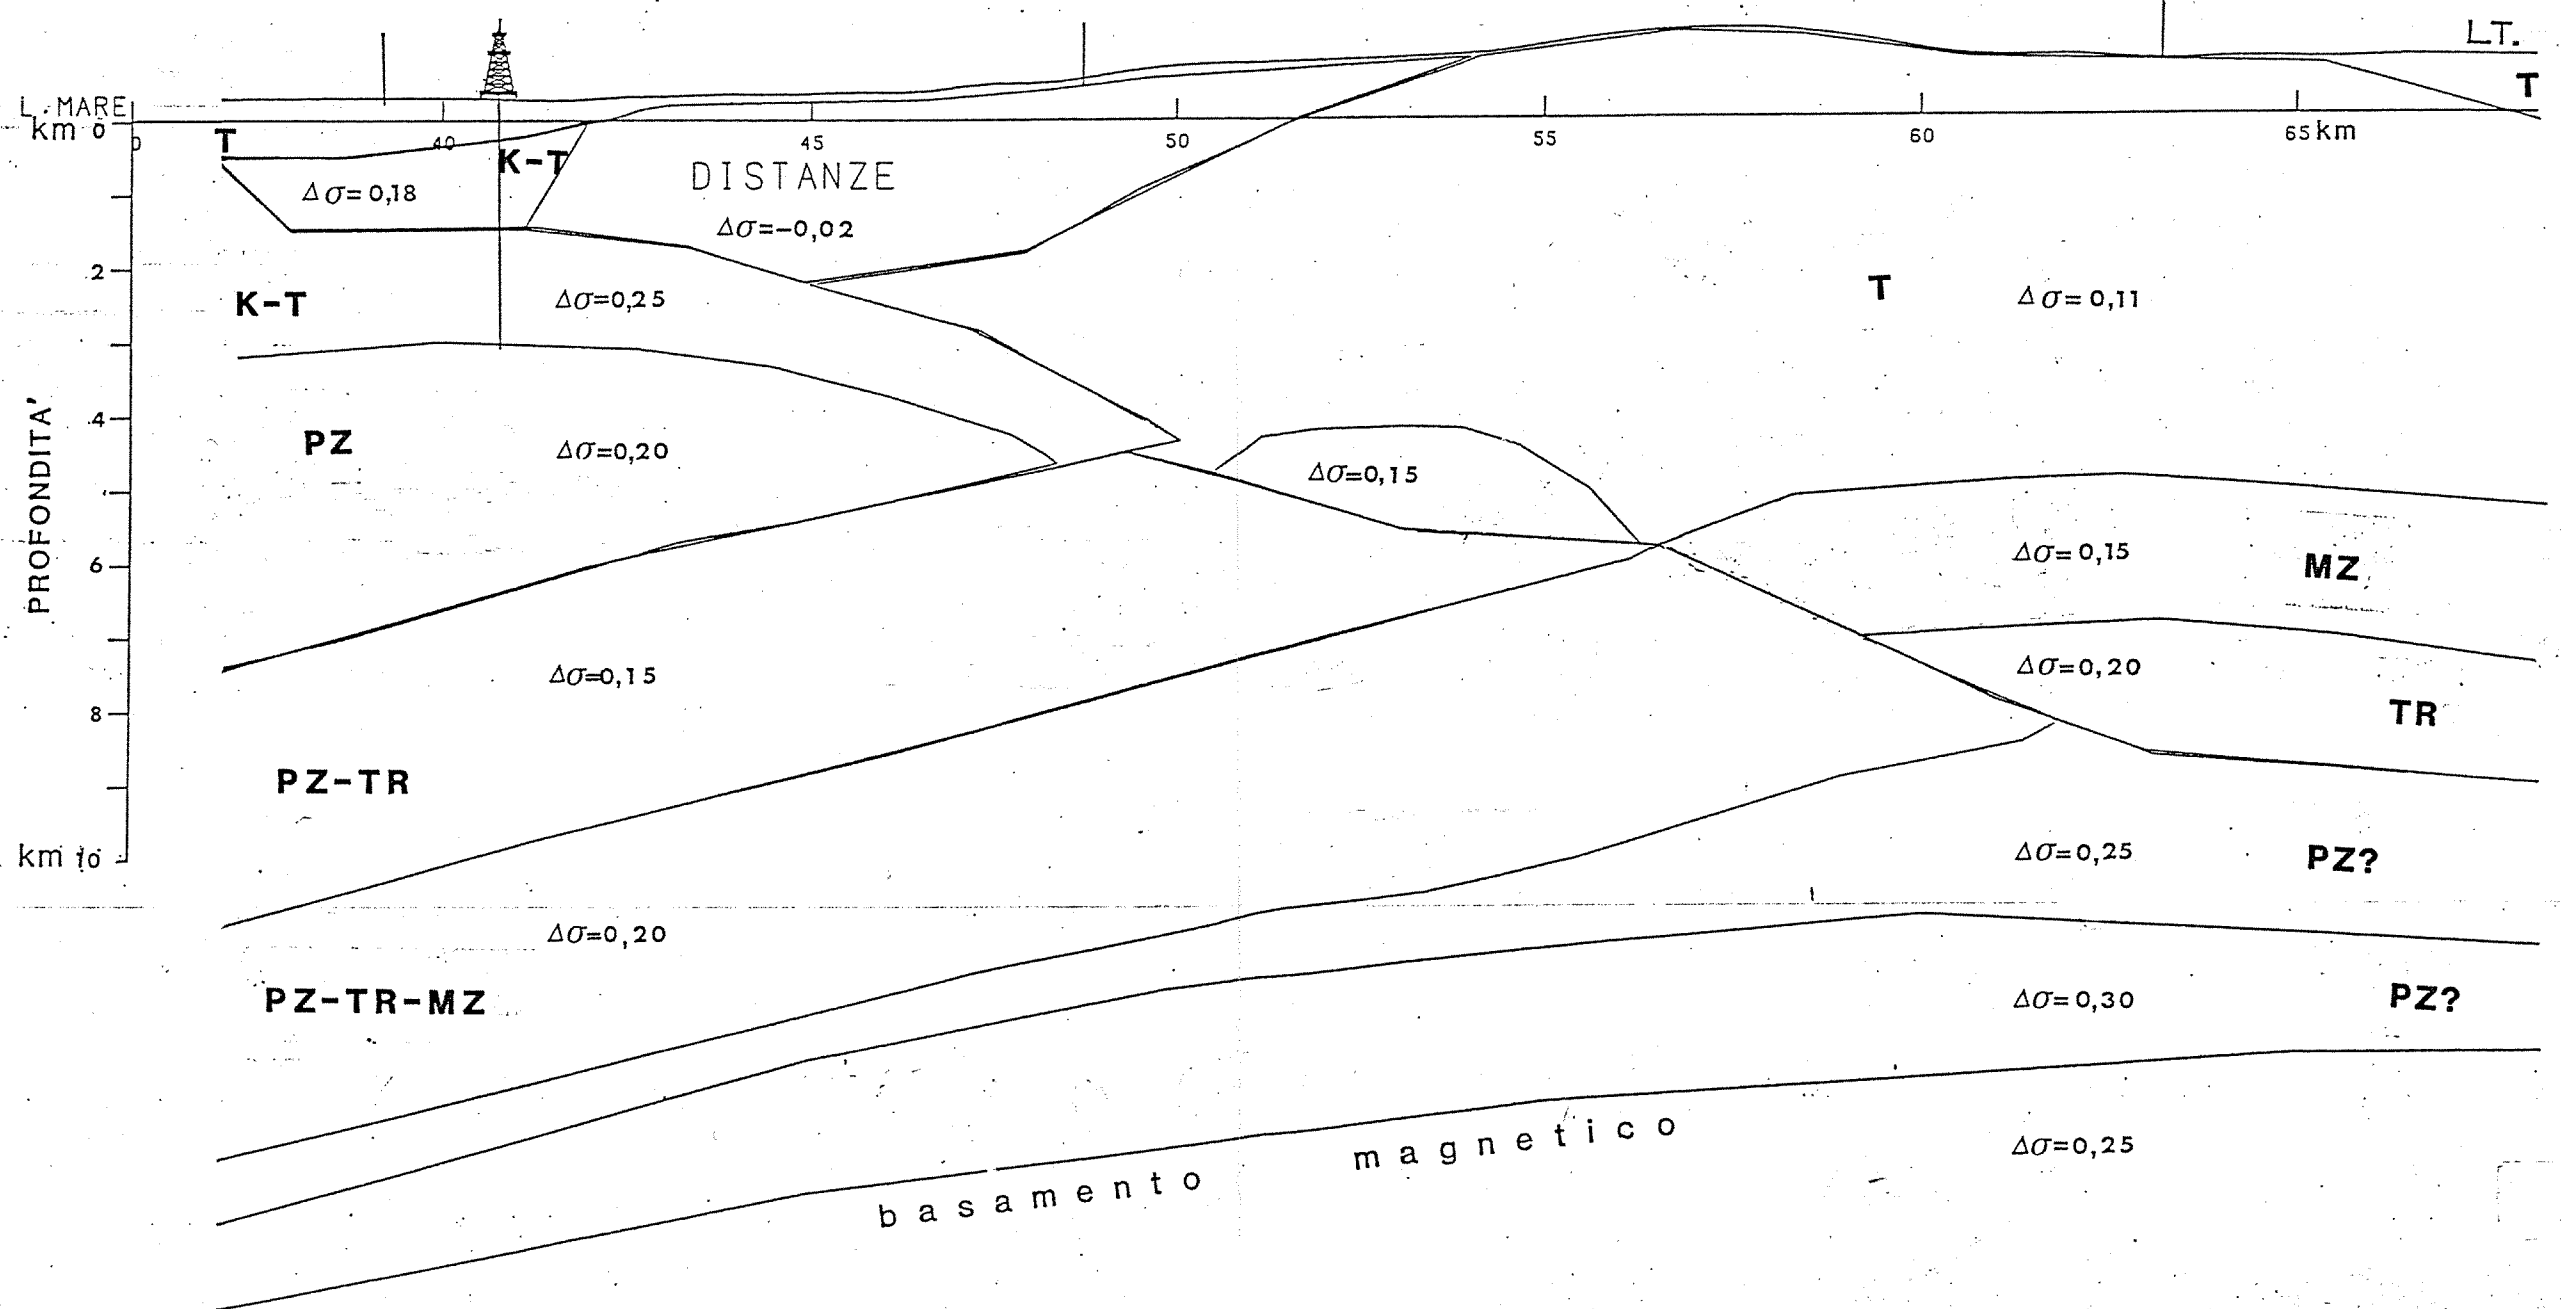 LT.
T
L. MARE
km 0
0
40
45
50
55
60
65km
T
K-T
DISTANZE
Δσ=0,18
Δσ=-0,02
2
K-T
Δσ=0,25
T
Δσ=0,11
PROFONDITA'
4
PZ
Δσ=0,20
Δσ=0,15
6
Δσ=0,15
MZ
Δσ=0,15
Δσ=0,20
8
TR
PZ-TR
km 10
Δσ=0,25
PZ?
Δσ=0,20
PZ-TR-MZ
Δσ=0,30
PZ?
basamento magnetico
Δσ=0,25